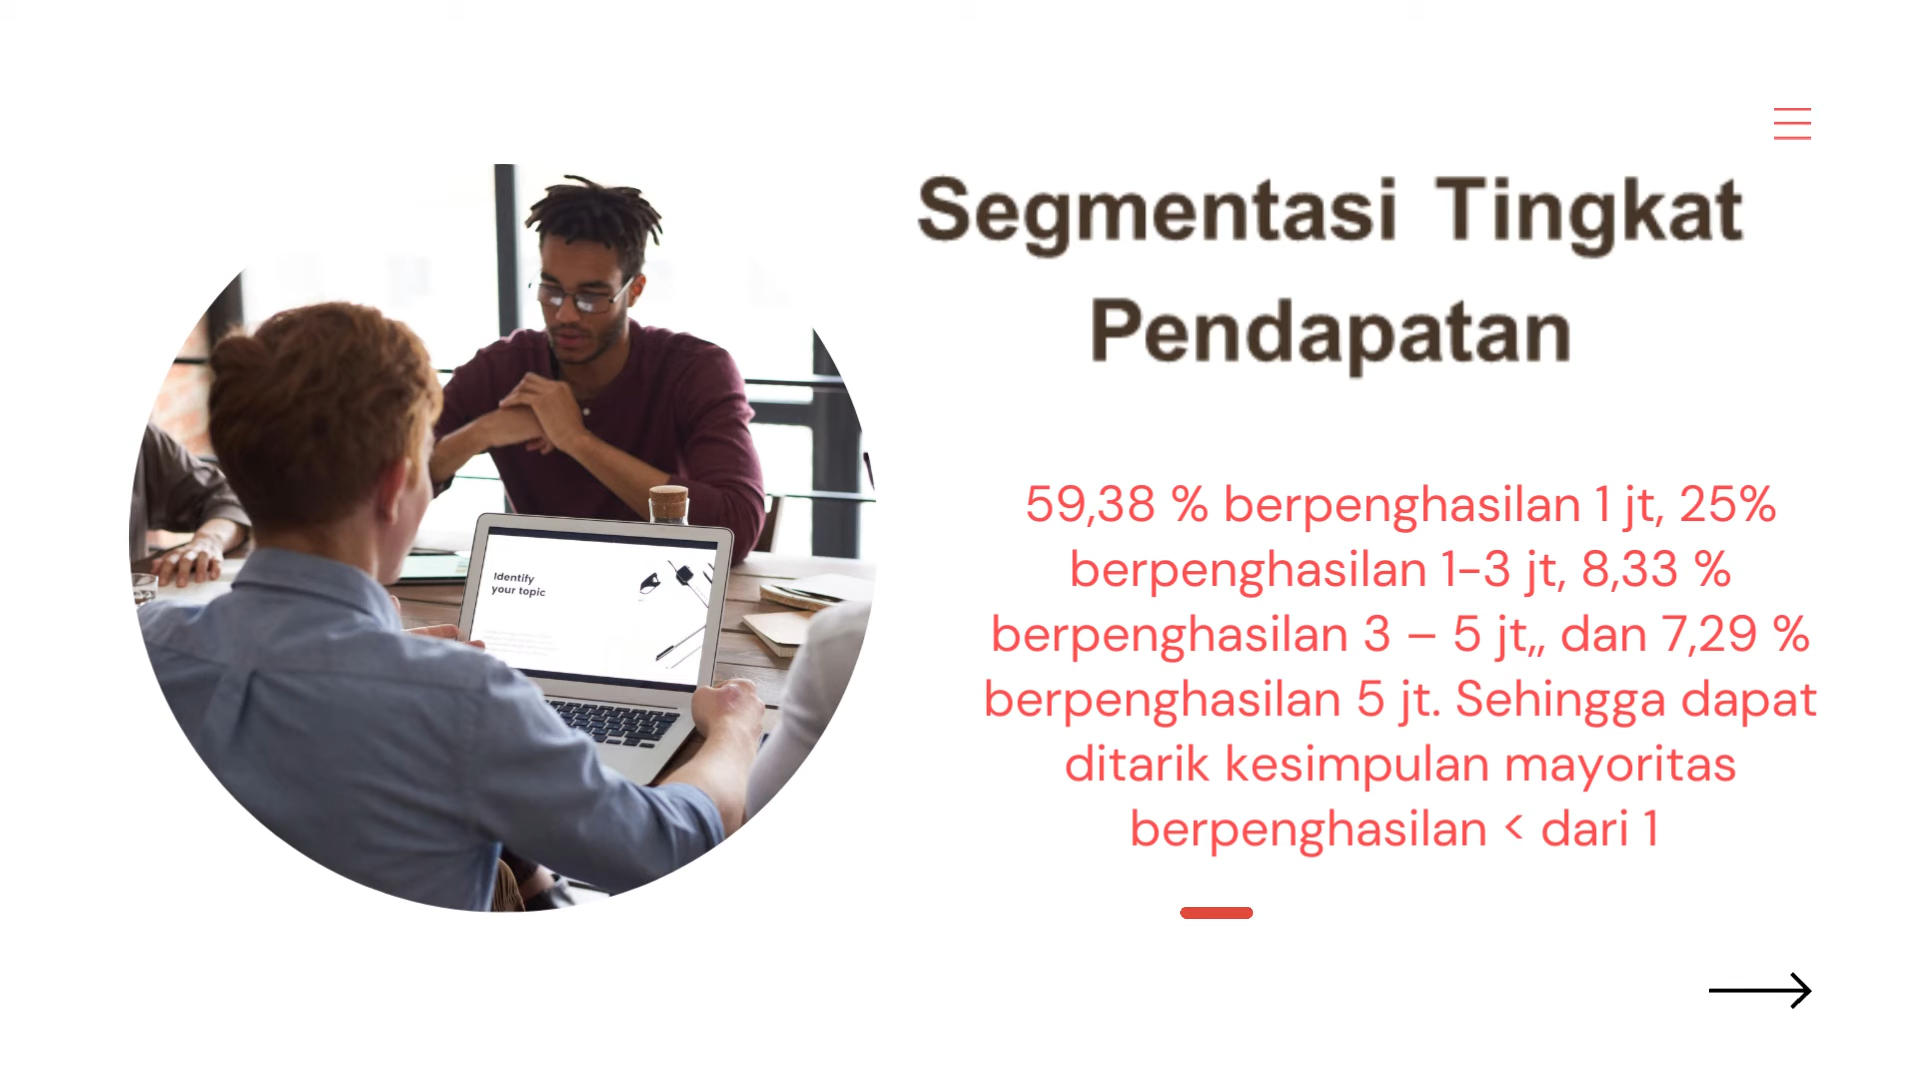 Segmentasi Tingkat
Pendapatan
59,38 % berpenghasilan 1 jt, 25%
berpenghasilan 1-3 jt, 8,33 %
berpenghasilan 3 – 5 jt,, dan 7,29 %
berpenghasilan 5 jt. Sehingga dapat
ditarik kesimpulan mayoritas
berpenghasilan < dari 1
Identify
your topic